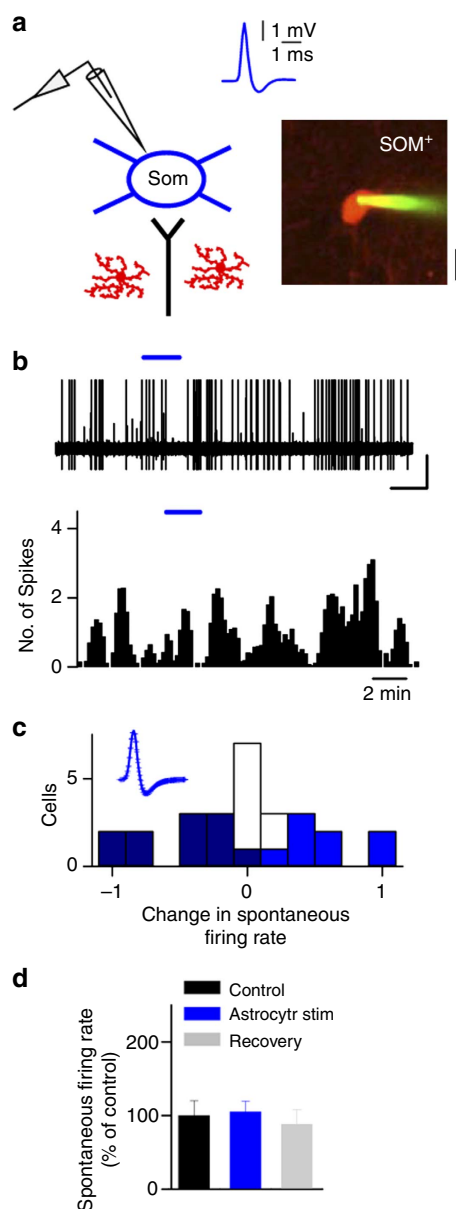 a
1 mV
1 ms
Som
SOM+
b
4
2
0
No. of Spikes
2 min
c
5
0
Cells
–1
0
1
Change in spontaneous
firing rate
d
Control
Astrocytr stim
Recovery
200
100
0
Spontaneous firing rate
(% of control)